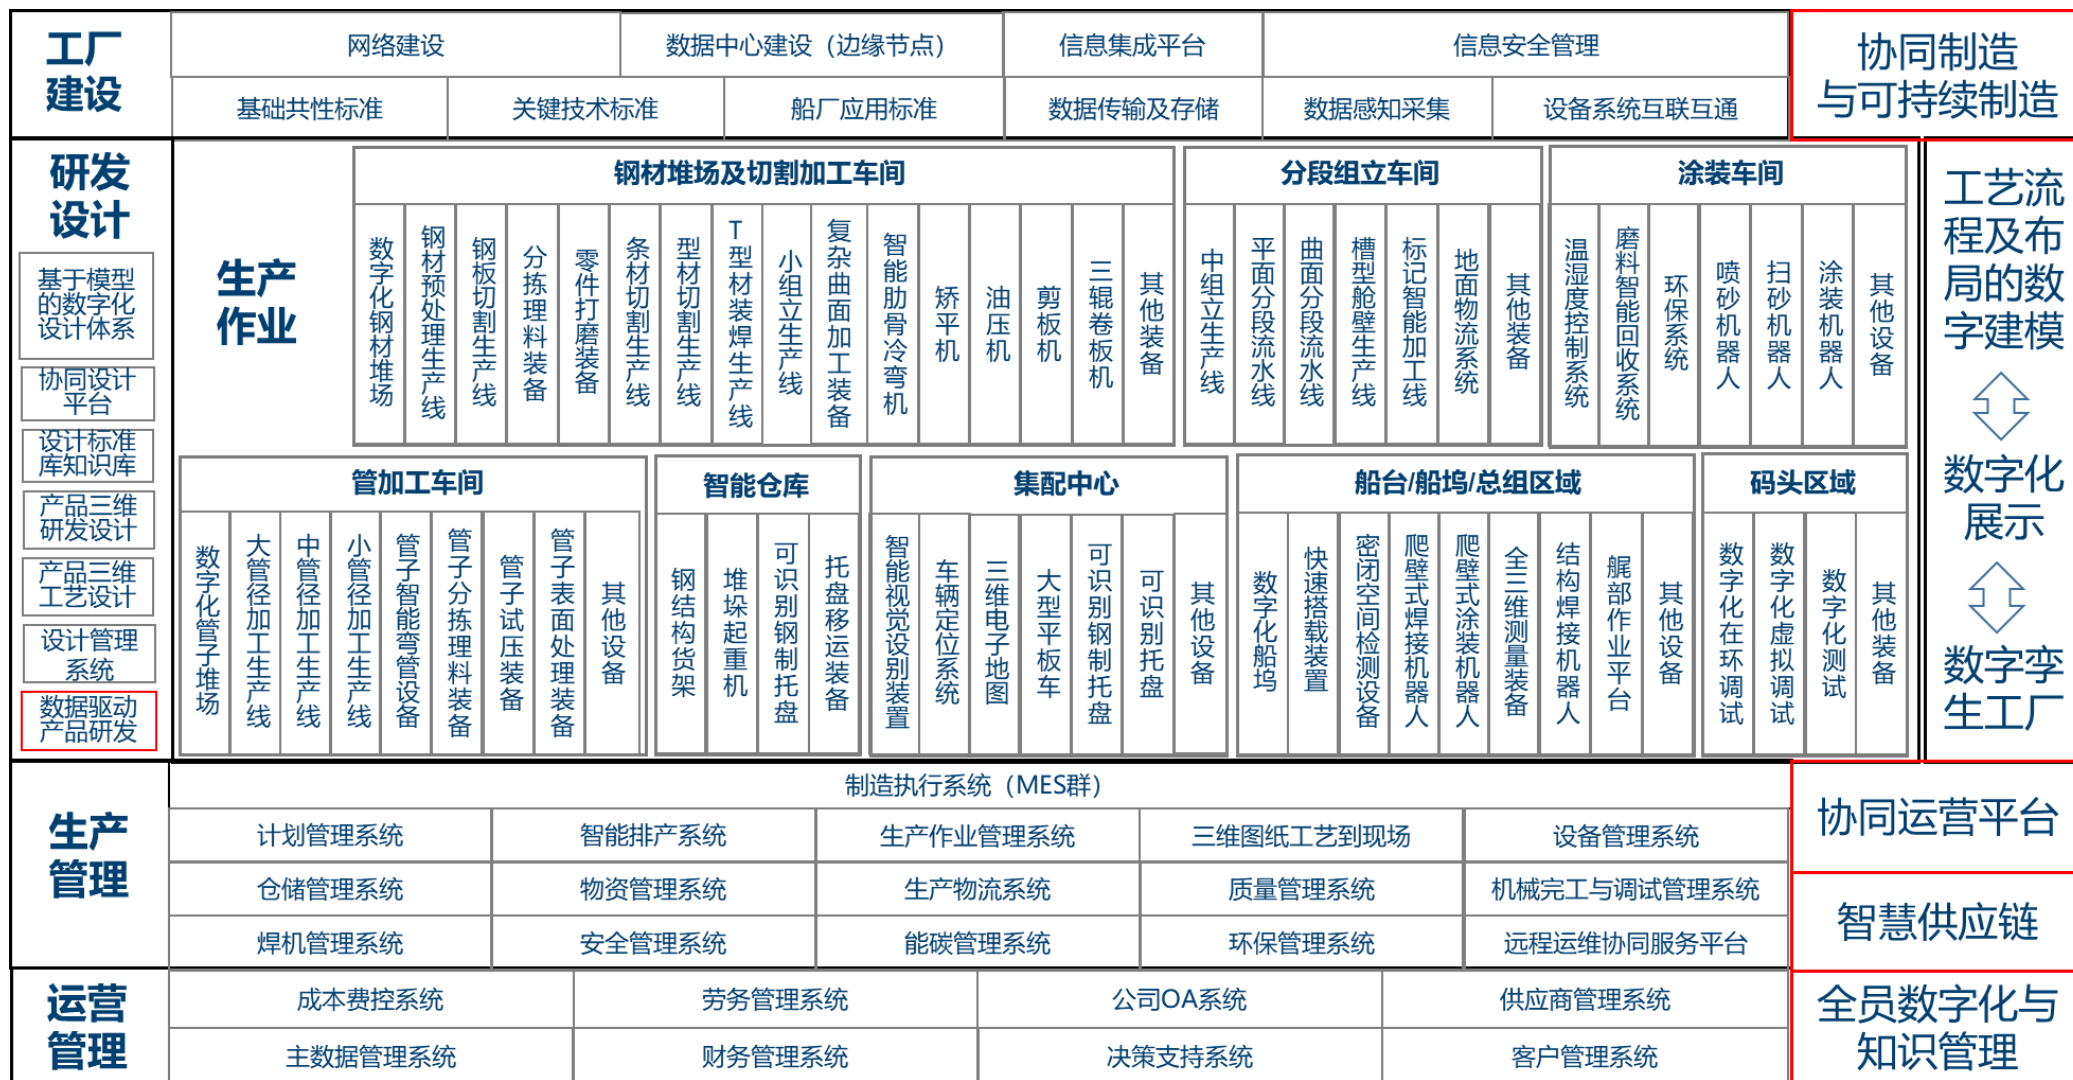 工厂
建设
网络建设
数据中心建设（边缘节点）
信息集成平台
信息安全管理
基础共性标准
关键技术标准
船厂应用标准
数据传输及存储
数据感知采集
设备系统互联互通
协同制造
与可持续制造
研发
设计
基于模型
的数字化
设计体系
协同设计
平台
设计标准
库知识库
产品三维
研发设计
产品三维
工艺设计
设计管理
系统
数据驱动
产品研发
生产
作业
钢材堆场及切割加工车间
数字化钢材堆场
钢材预处理生产线
钢板切割生产线
分拣理料装备
零件打磨装备
条材切割生产线
型材切割生产线
T型材装焊生产线
小组立生产线
复杂曲面加工装备
智能肋骨冷弯机
矫平机
油压机
剪板机
三辊卷板机
其他装备
分段组立车间
中组立生产线
平面分段流水线
曲面分段流水线
槽型舱壁生产线
标记智能加工线
地面物流系统
其他装备
涂装车间
温湿度控制系统
磨料智能回收系统
环保系统
喷砂机器人
扫砂机器人
涂装机器人
其他设备
管加工车间
数字化管子堆场
大管径加工生产线
中管径加工生产线
小管径加工生产线
管子智能弯管设备
管子分拣理料装备
管子试压装备
管子表面处理装备
其他设备
智能仓库
钢结构货架
堆垛起重机
可识别钢制托盘
托盘移运装备
集配中心
智能视觉设别装置
车辆定位系统
三维电子地图
大型平板车
可识别钢制托盘
可识别托盘
其他设备
船台/船坞/总组区域
数字化船坞
快速搭载装置
密闭空间检测设备
爬壁式焊接机器人
爬壁式涂装机器人
全三维测量装备
结构焊接机器人
艉部作业平台
其他设备
码头区域
数字化在环调试
数字化虚拟调试
数字化测试
其他装备
工艺流
程及布
局的数
字建模
数字化
展示
数字孪
生工厂
生产
管理
制造执行系统（MES群）
计划管理系统
智能排产系统
生产作业管理系统
三维图纸工艺到现场
设备管理系统
仓储管理系统
物资管理系统
生产物流系统
质量管理系统
机械完工与调试管理系统
焊机管理系统
安全管理系统
能碳管理系统
环保管理系统
远程运维协同服务平台
协同运营平台
智慧供应链
运营
管理
成本费控系统
劳务管理系统
公司OA系统
供应商管理系统
主数据管理系统
财务管理系统
决策支持系统
客户管理系统
全员数字化与
知识管理